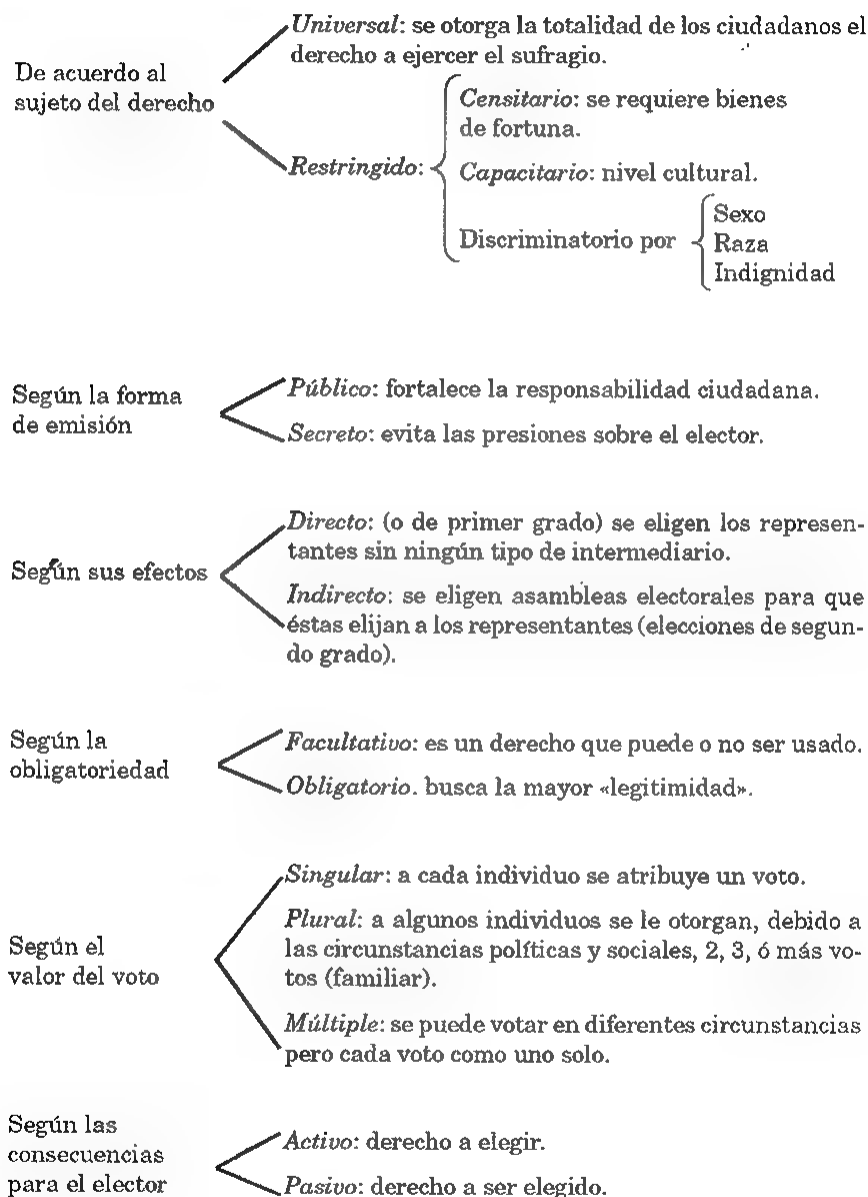 De acuerdo al
sujeto del derecho
Universal: se otorga la totalidad de los ciudadanos el
derecho a ejercer el sufragio.
Restringido:
Censitario: se requiere bienes
de fortuna.
Capacitario: nivel cultural.
Discriminatorio por
Sexo
Raza
Indignidad
Según la forma
de emisión
Público: fortalece la responsabilidad ciudadana.
Secreto: evita las presiones sobre el elector.
Según sus efectos
Directo: (o de primer grado) se eligen los represen-
tantes sin ningún tipo de intermediario.
Indirecto: se eligen asambleas electorales para que
éstas elijan a los representantes (elecciones de segun-
do grado).
Según la
obligatoriedad
Facultativo: es un derecho que puede o no ser usado.
Obligatorio. busca la mayor «legitimidad».
Según el
valor del voto
Singular: a cada individuo se atribuye un voto.
Plural: a algunos individuos se le otorgan, debido a
las circunstancias políticas y sociales, 2, 3, ó más vo-
tos (familiar).
Múltiple: se puede votar en diferentes circunstancias
pero cada voto como uno solo.
Según las
consecuencias
para el elector
Activo: derecho a elegir.
Pasivo: derecho a ser elegido.